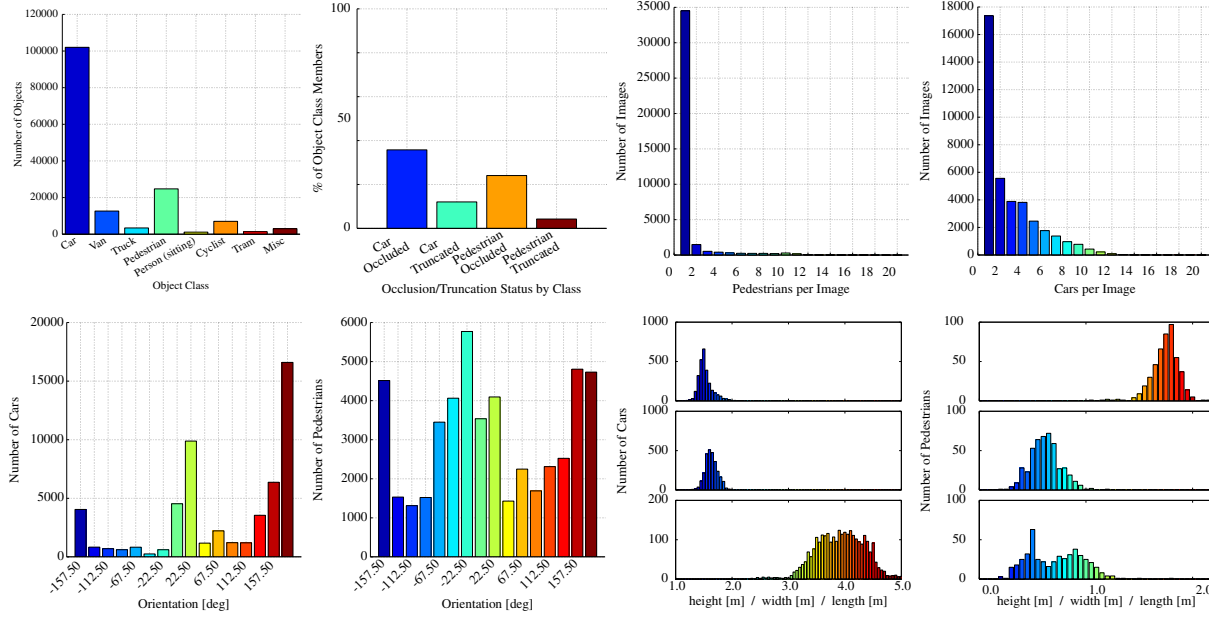 120000
100000
80000
60000
40000
20000
0
Number of Objects
Car
Van
Truck
Pedestrian
Person (sitting)
Cyclist
Tram
Misc
Object Class
100
50
0
% of Object Class Members
Car
Occluded
Car
Truncated
Pedestrian
Occluded
Pedestrian
Truncated
Occlusion/Truncation Status by Class
35000
30000
25000
20000
15000
10000
5000
0
Number of Images
0 2 4 6 8 10 12 14 16 18 20
Pedestrians per Image
18000
16000
14000
12000
10000
8000
6000
4000
2000
0
Number of Images
0 2 4 6 8 10 12 14 16 18 20
Cars per Image
20000
15000
10000
5000
0
Number of Cars
-157.50 -112.50 -67.50 -22.50 22.50 67.50 112.50 157.50
Orientation [deg]
6000
5000
4000
3000
2000
1000
0
Number of Pedestrians
-157.50 -112.50 -67.50 -22.50 22.50 67.50 112.50 157.50
Orientation [deg]
1000
500
0
1000
500
0
200
100
0
Number of Cars
1.0 2.0 3.0 4.0 5.0
height [m] / width [m] / length [m]
100
50
0
100
50
0
100
50
0
Number of Pedestrians
0.0 1.0 2.0
height [m] / width [m] / length [m]